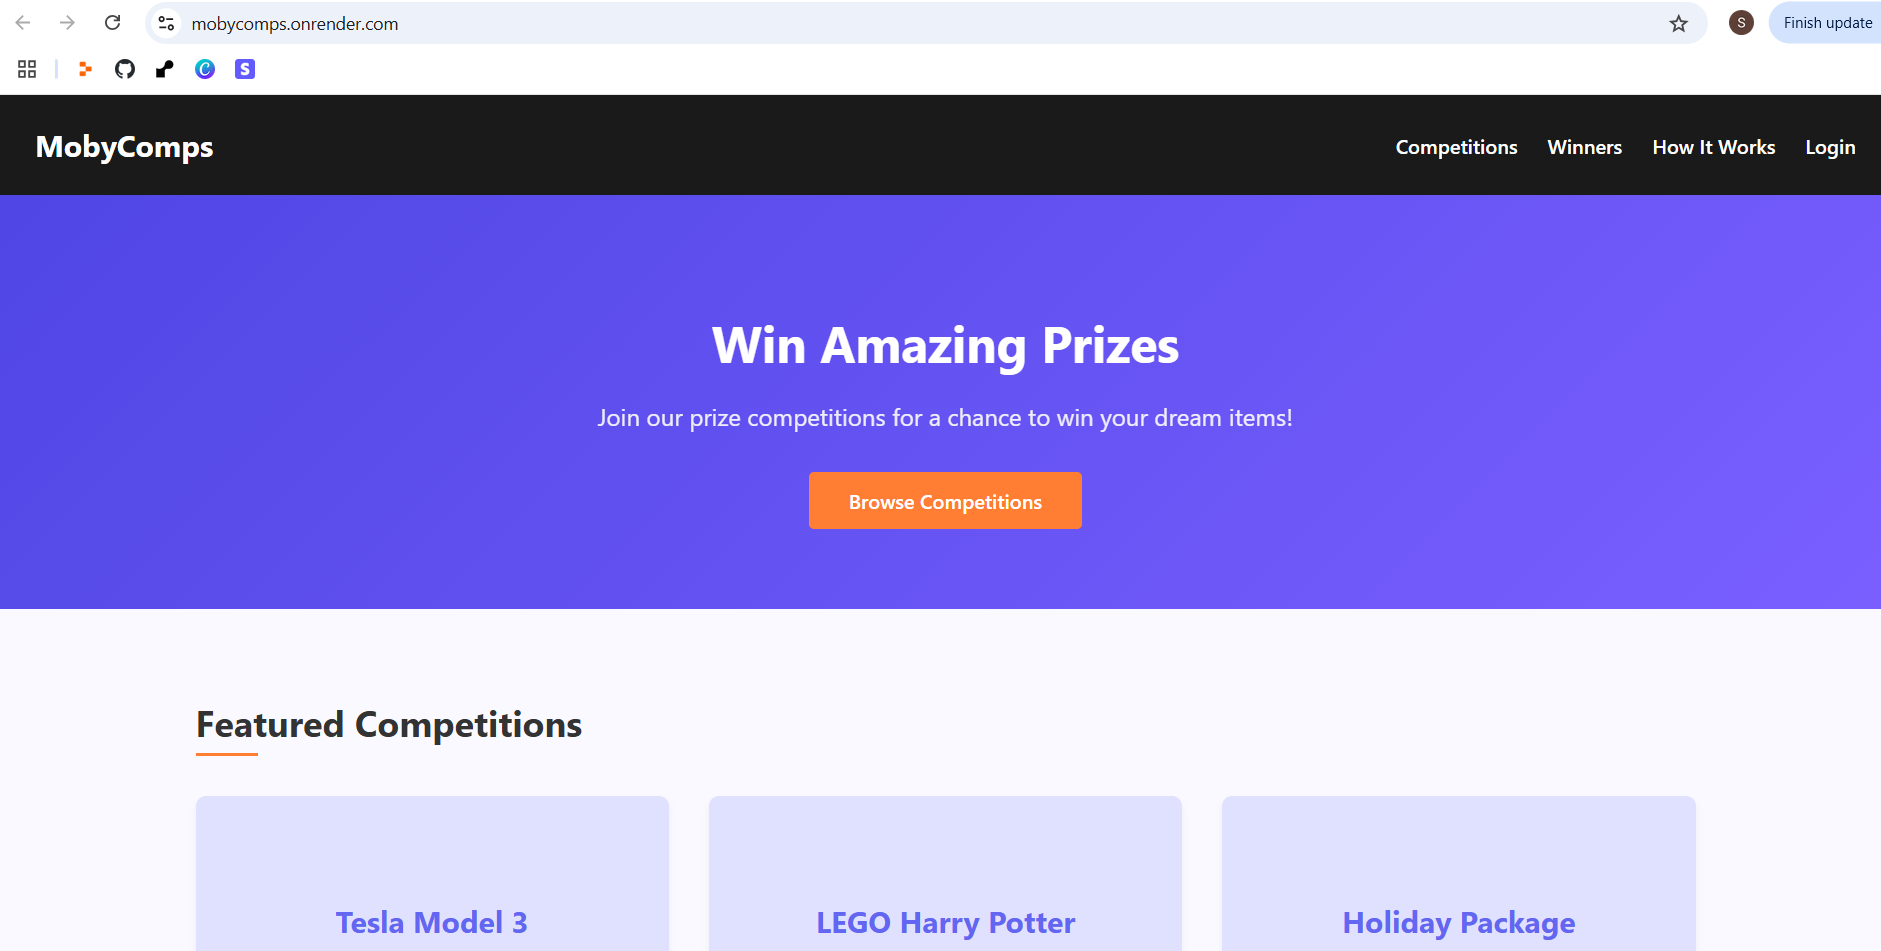 mobycomps.onrender.com
S
Finish update
C
S
MobyComps
Competitions Winners How It Works Login
Win Amazing Prizes
Join our prize competitions for a chance to win your dream items!
Browse Competitions
Featured Competitions
Tesla Model 3
LEGO Harry Potter
Holiday Package